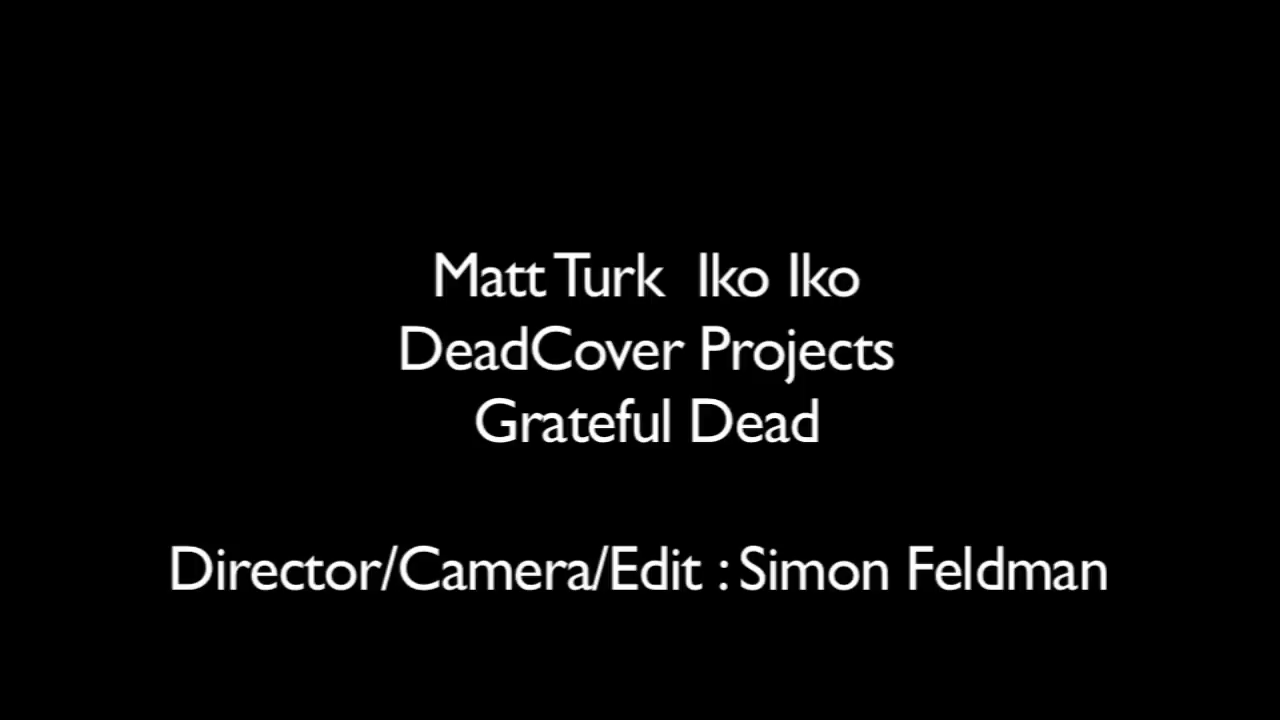 Matt Turk  Iko Iko
DeadCover Projects
Grateful Dead
Director/Camera/Edit : Simon Feldman